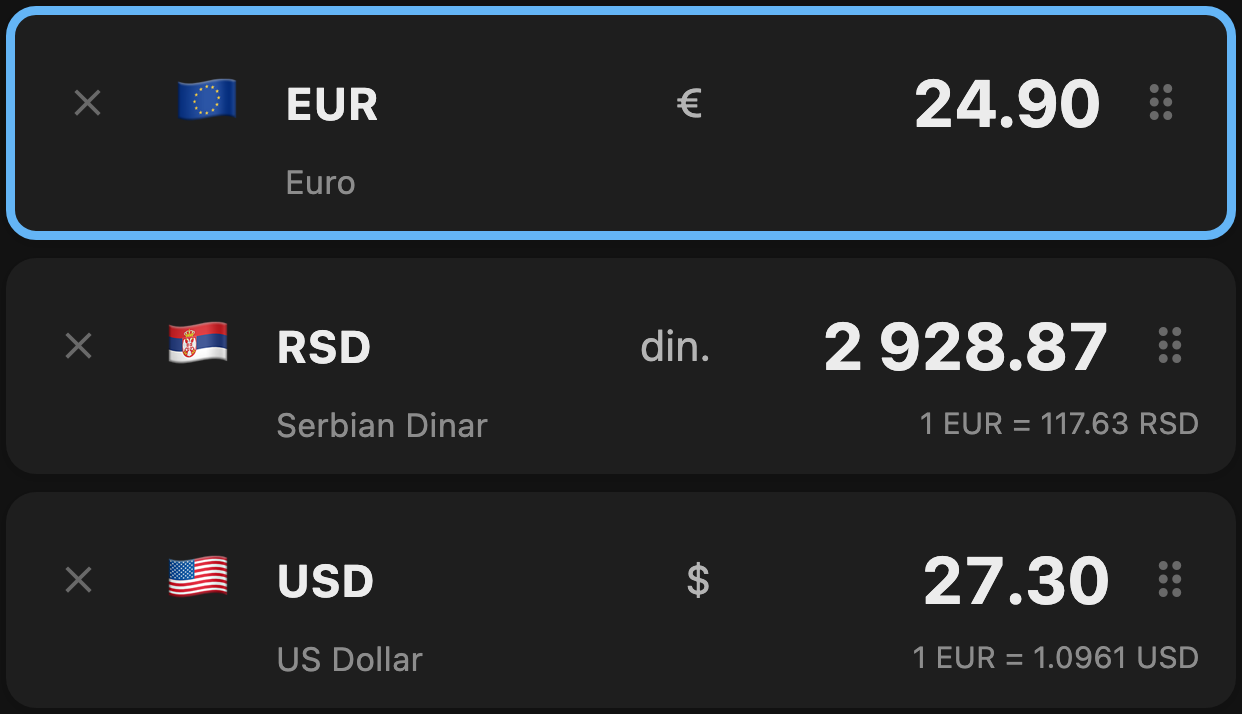 EUR € 24.90
Euro
RSD din. 2 928.87
Serbian Dinar 1 EUR = 117.63 RSD
USD $ 27.30
US Dollar 1 EUR = 1.0961 USD